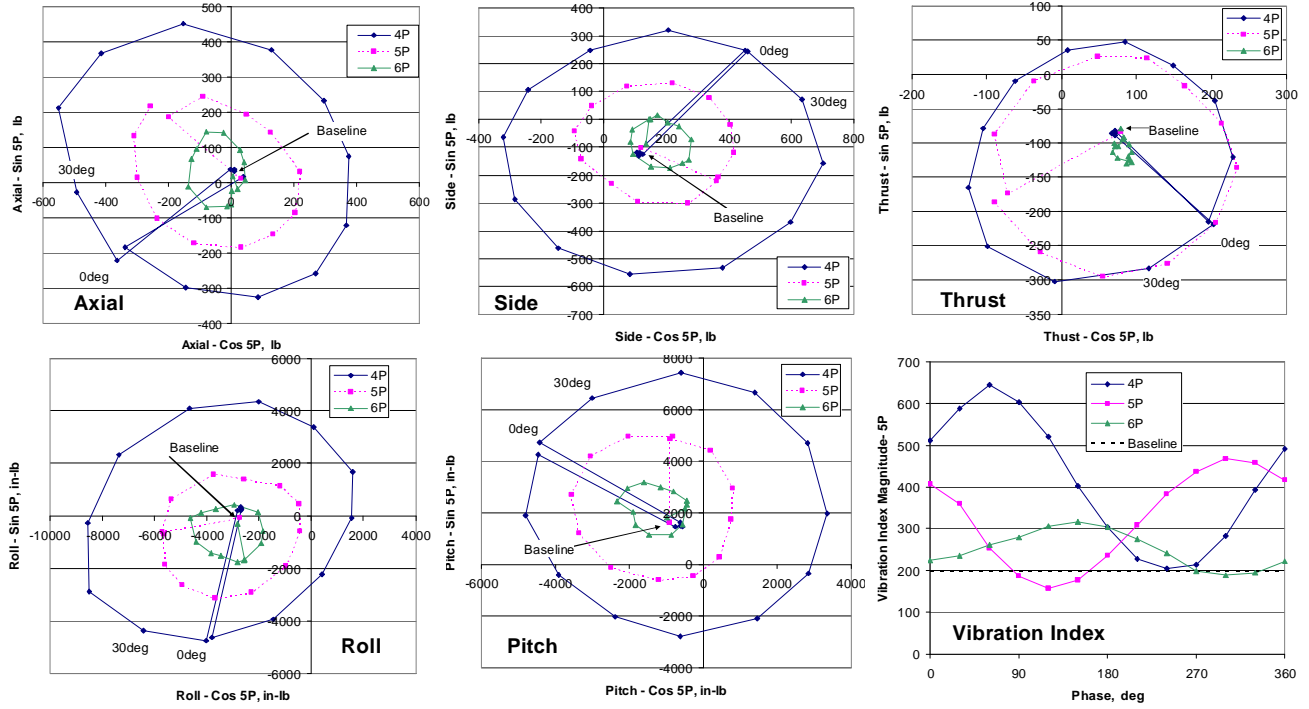 Axial - Sin 5P, lb
500
400
300
200
100
0
-100
-200
-300
-400
-600
-400
-200
0
200
400
600
4P
5P
6P
Baseline
30deg
0deg
Axial
Axial - Cos 5P, lb
Side - Sin 5P, lb
400
300
200
100
0
-100
-200
-300
-400
-500
-600
-700
-400
-200
0
200
400
600
800
0deg
30deg
Baseline
4P
5P
6P
Side
Side - Cos 5P, lb
Thrust - sin 5P, lb
100
50
0
-50
-100
-150
-200
-250
-300
-350
-200
-100
0
100
200
300
4P
5P
6P
Baseline
0deg
30deg
Thrust
Thust - Cos 5P, lb
Roll - Sin 5P, in-lb
6000
4000
2000
0
-2000
-4000
-6000
-10000
-8000
-6000
-4000
-2000
0
2000
4000
4P
5P
6P
Baseline
30deg
0deg
Roll
Roll - Cos 5P, in-lb
Pitch - Sin 5P, in-lb
8000
6000
4000
2000
0
-2000
-4000
-6000
-4000
-2000
0
2000
4000
4P
5P
6P
30deg
0deg
Baseline
Pitch
Pitch - Cos 5P, in-lb
Vibration Index Magnitude- 5P
700
600
500
400
300
200
100
0
0
90
180
270
360
4P
5P
6P
Baseline
Vibration Index
Phase, deg